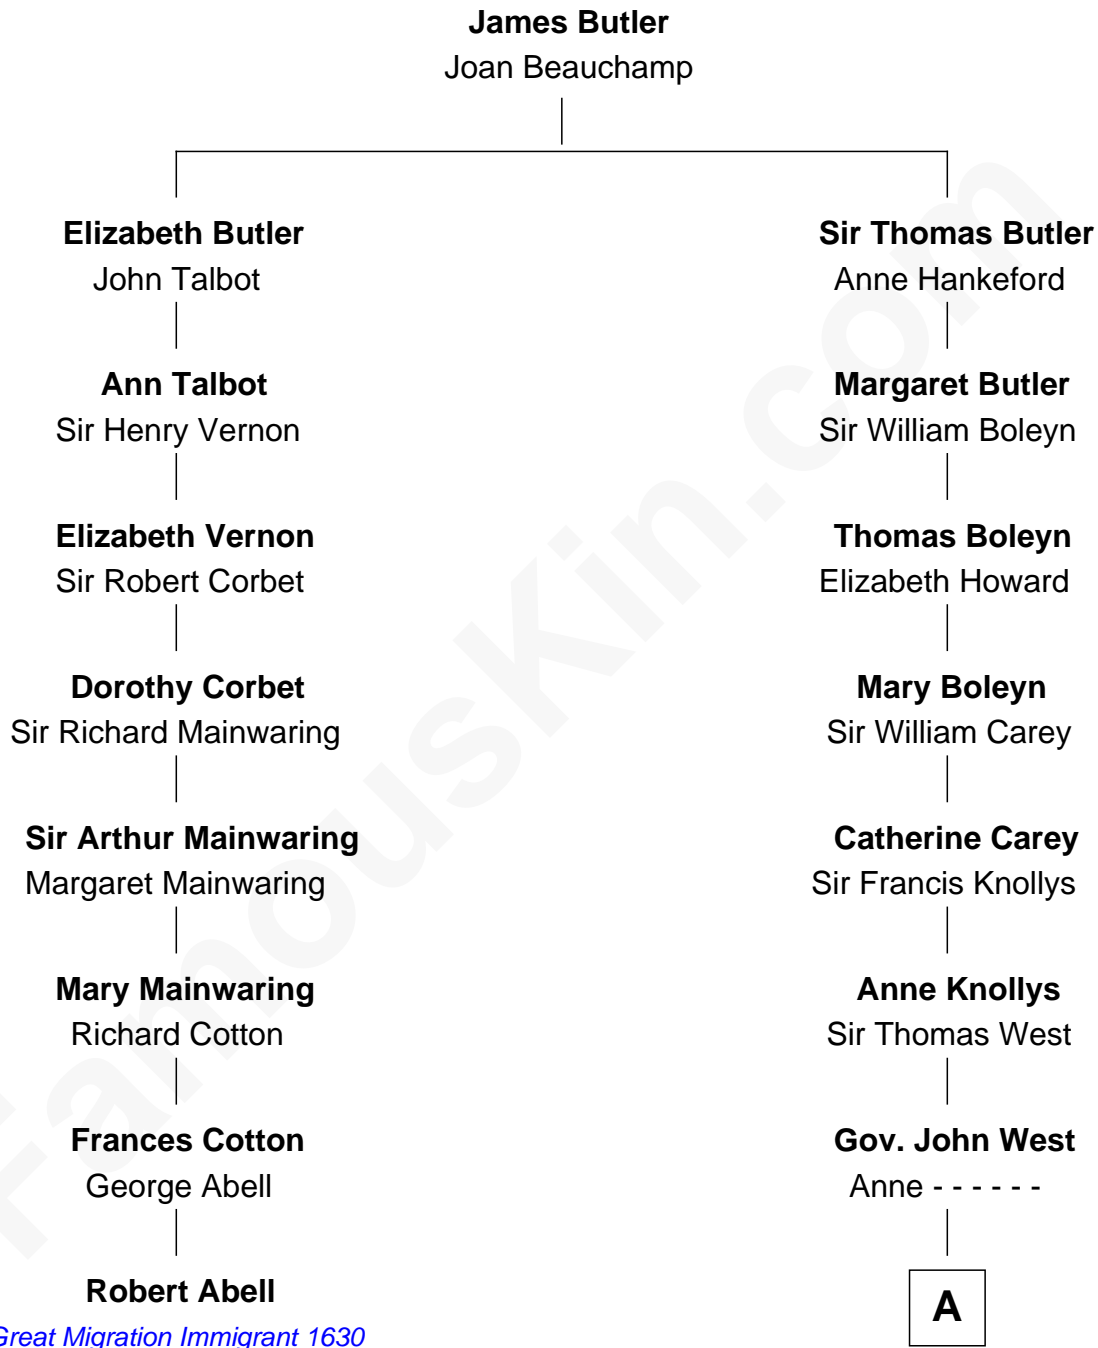 James Butler
Joan Beauchamp
Elizabeth Butler
John Talbot
Sir Thomas Butler
Anne Hankeford
Ann Talbot
Sir Henry Vernon
Margaret Butler
Sir William Boleyn
Elizabeth Vernon
Sir Robert Corbet
Thomas Boleyn
Elizabeth Howard
Dorothy Corbet
Sir Richard Mainwaring
Mary Boleyn
Sir William Carey
Sir Arthur Mainwaring
Margaret Mainwaring
Catherine Carey
Sir Francis Knollys
Mary Mainwaring
Richard Cotton
Anne Knollys
Sir Thomas West
Frances Cotton
George Abell
Gov. John West
Anne - - - - - -
Robert Abell
Great Migration Immigrant 1630
A
FamousKin.com